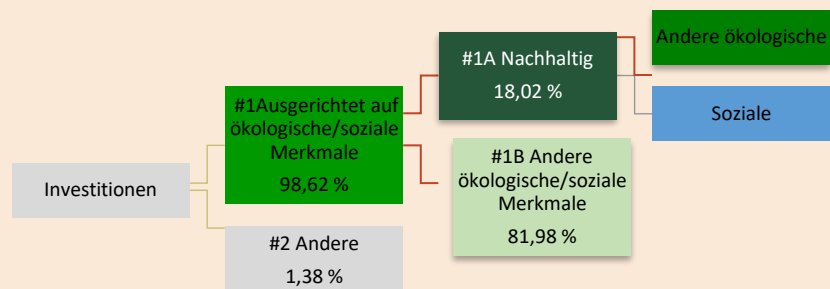 Investitionen
#1Ausgerichtet auf
ökologische/soziale
Merkmale
98,62 %
#2 Andere
1,38 %
#1A Nachhaltig
18,02 %
#1B Andere
ökologische/soziale
Merkmale
81,98 %
Andere ökologische
Soziale